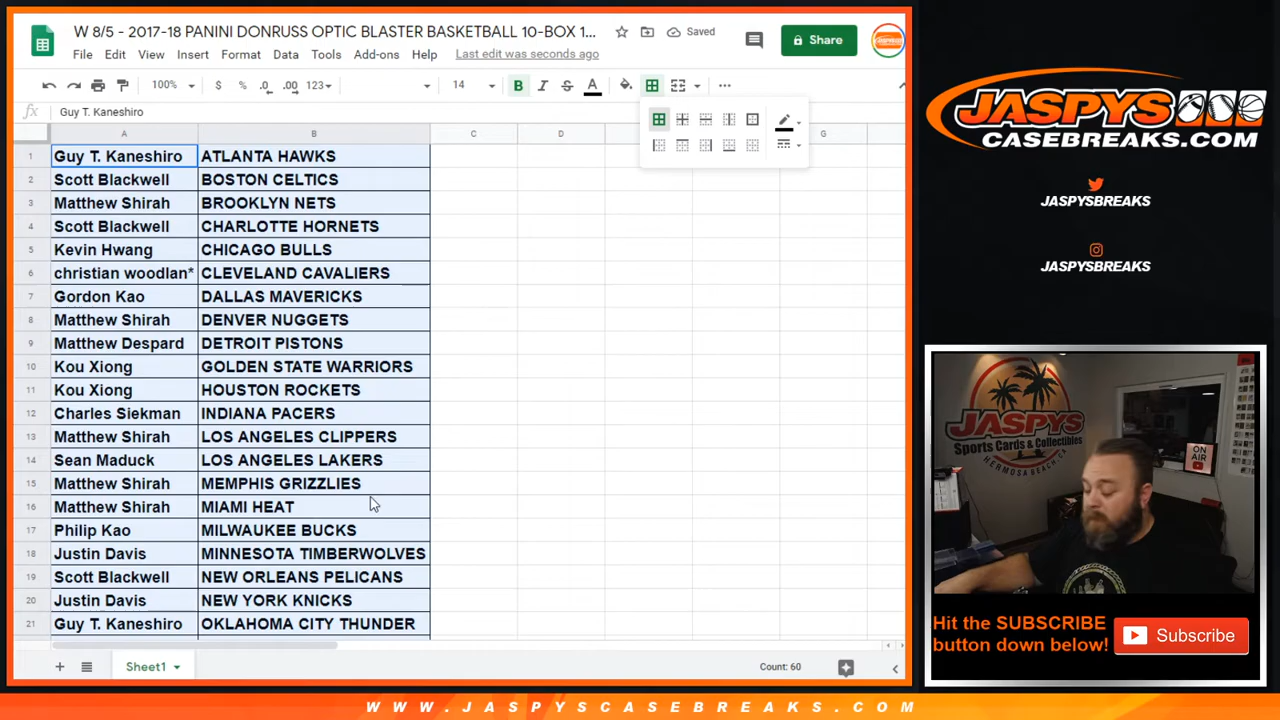 W 8/5 - 2017-18 PANINI DONRUSS OPTIC BLASTER BASKETBALL 10-BOX 1...
Saved
Share
File Edit View Insert Format Data Tools Add-ons Help Last edit was seconds ago
100% $ % .0 .00 123 14 B I S A
fx Guy T. Kaneshiro
A B C D G
1 Guy T. Kaneshiro ATLANTA HAWKS
2 Scott Blackwell BOSTON CELTICS
3 Matthew Shirah BROOKLYN NETS
4 Scott Blackwell CHARLOTTE HORNETS
5 Kevin Hwang CHICAGO BULLS
6 christian woodlan* CLEVELAND CAVALIERS
7 Gordon Kao DALLAS MAVERICKS
8 Matthew Shirah DENVER NUGGETS
9 Matthew Despard DETROIT PISTONS
10 Kou Xiong GOLDEN STATE WARRIORS
11 Kou Xiong HOUSTON ROCKETS
12 Charles Siekman INDIANA PACERS
13 Matthew Shirah LOS ANGELES CLIPPERS
14 Sean Maduck LOS ANGELES LAKERS
15 Matthew Shirah MEMPHIS GRIZZLIES
16 Matthew Shirah MIAMI HEAT
17 Philip Kao MILWAUKEE BUCKS
18 Justin Davis MINNESOTA TIMBERWOLVES
19 Scott Blackwell NEW ORLEANS PELICANS
20 Justin Davis NEW YORK KNICKS
21 Guy T. Kaneshiro OKLAHOMA CITY THUNDER
Sheet1
Count: 60
JASPYS
CASEBREAKS.COM
JASPYSBREAKS
JASPYSBREAKS
JASPYS
Sports Cards & Collectibles
HERMOSA BEACH, CA
ON AIR
Hit the SUBSCRIBE
button down below!
Subscribe
WWW.JASPYSCASEBREAKS.COM